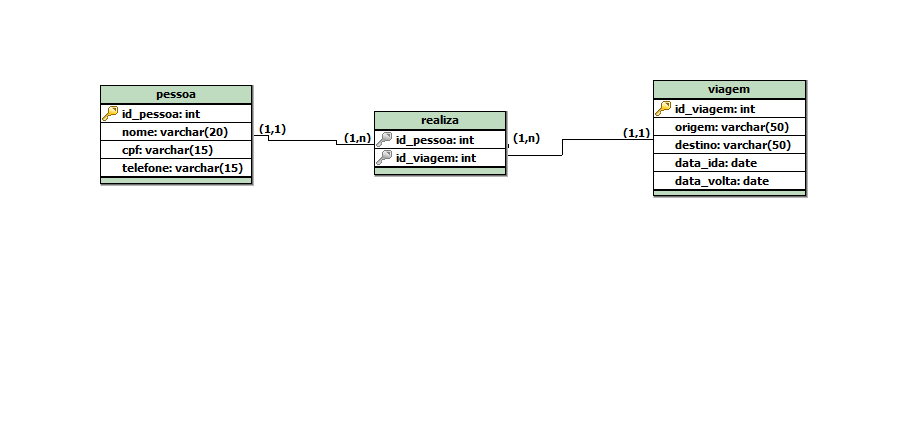 pessoa
id_pessoa: int
nome: varchar(20)
cpf: varchar(15)
telefone: varchar(15)
(1,1)
(1,n)
realiza
id_pessoa: int
id_viagem: int
(1,n)
(1,1)
viagem
id_viagem: int
origem: varchar(50)
destino: varchar(50)
data_ida: date
data_volta: date